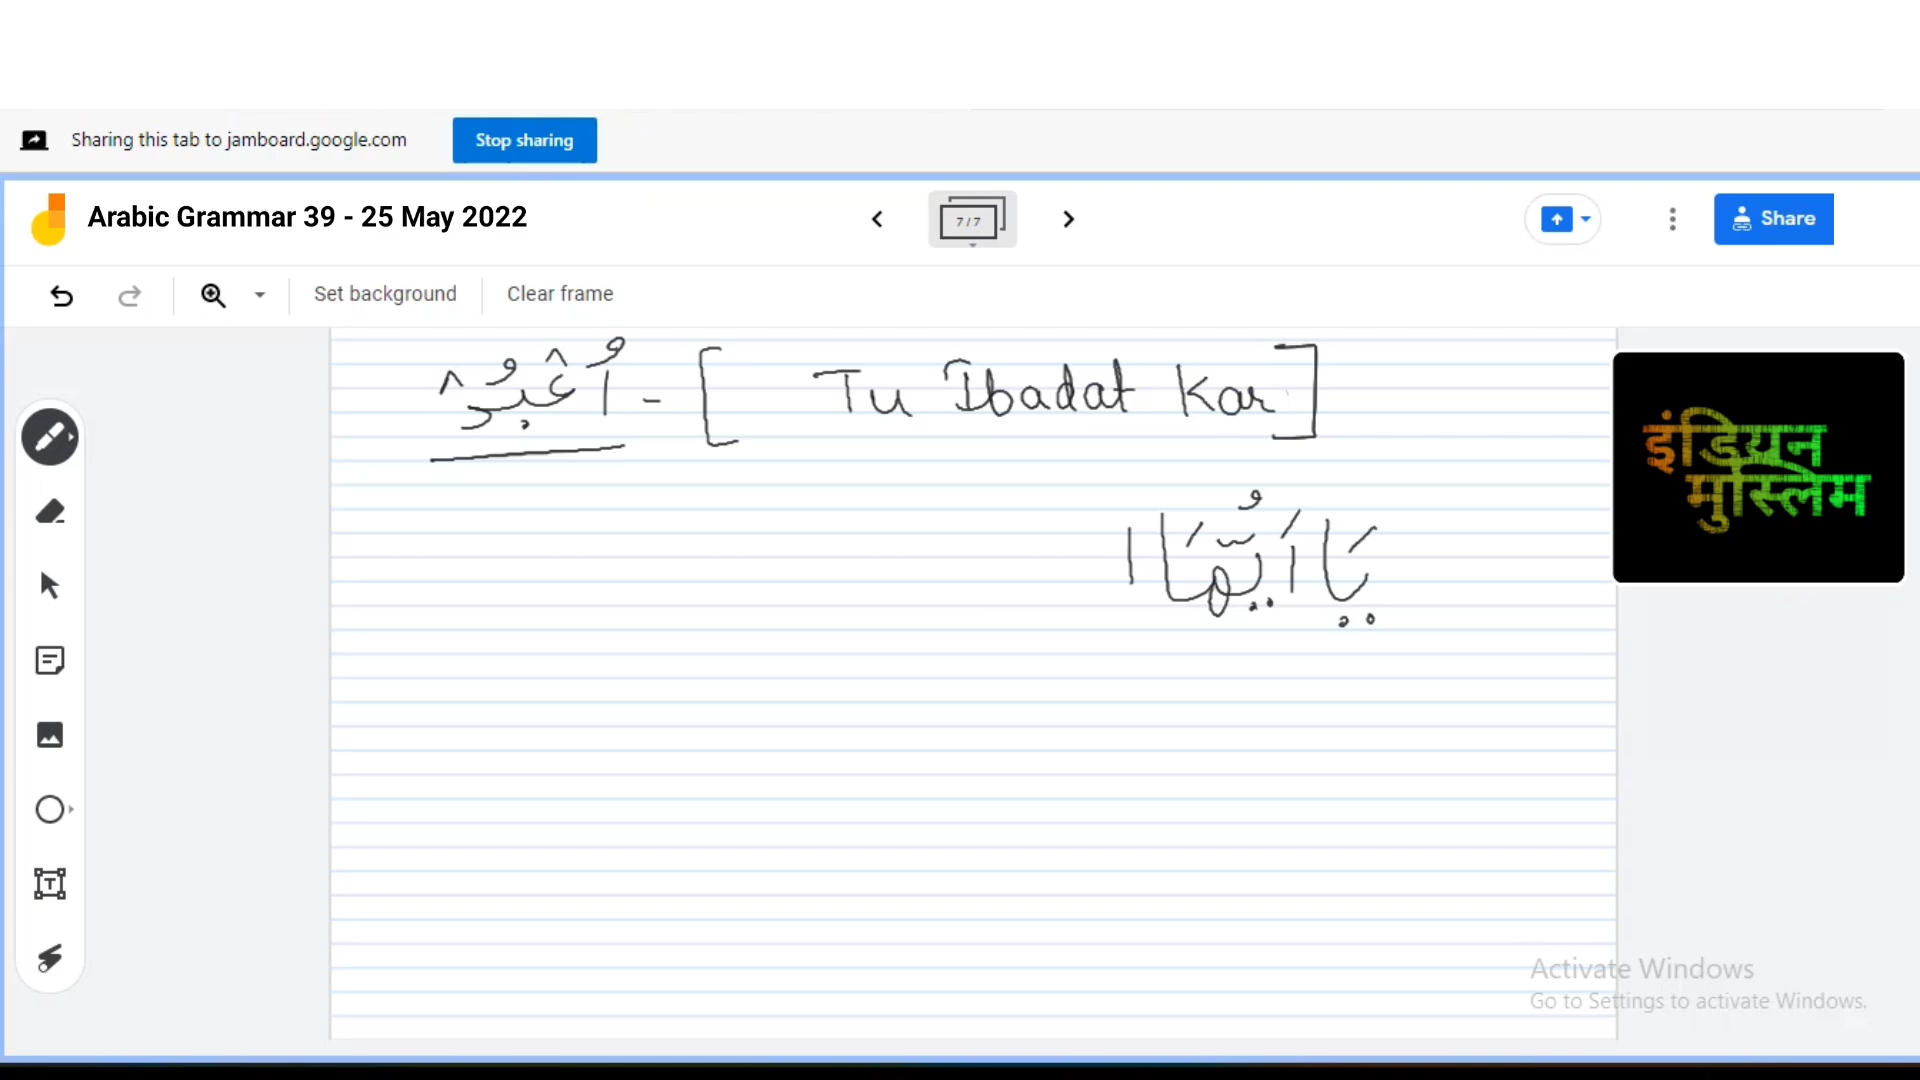 Sharing this tab to jamboard.google.com Stop sharing
Arabic Grammar 39 - 25 May 2022 7/7 Share
Set background Clear frame
اُعْبُدْ - [ Tu Ibadat Kar ]
इंडियन
मुस्लिम
يَا اَيُّهَا ا
Activate Windows
Go to Settings to activate Windows.